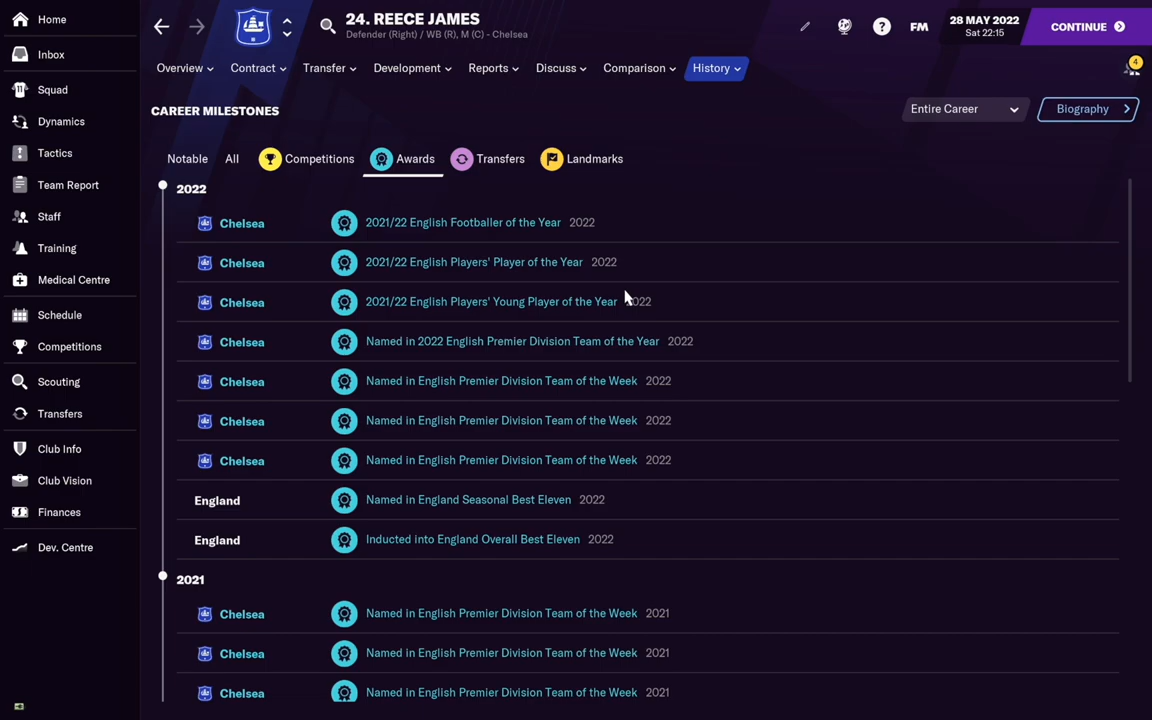 Home
Inbox
Squad
Dynamics
Tactics
Team Report
Staff
Training
Medical Centre
Schedule
Competitions
Scouting
Transfers
Club Info
Club Vision
Finances
Dev. Centre
24. REECE JAMES
Defender (Right) / WB (R), M (C) - Chelsea
?
FM
28 MAY 2022
Sat 22:15
CONTINUE
Overview
Contract
Transfer
Development
Reports
Discuss
Comparison
History
4
CAREER MILESTONES
Entire Career
Biography
Notable All Competitions Awards Transfers Landmarks
2022
Chelsea 2021/22 English Footballer of the Year 2022
Chelsea 2021/22 English Players' Player of the Year 2022
Chelsea 2021/22 English Players' Young Player of the Year 2022
Chelsea Named in 2022 English Premier Division Team of the Year 2022
Chelsea Named in English Premier Division Team of the Week 2022
Chelsea Named in English Premier Division Team of the Week 2022
Chelsea Named in English Premier Division Team of the Week 2022
England Named in England Seasonal Best Eleven 2022
England Inducted into England Overall Best Eleven 2022
2021
Chelsea Named in English Premier Division Team of the Week 2021
Chelsea Named in English Premier Division Team of the Week 2021
Chelsea Named in English Premier Division Team of the Week 2021